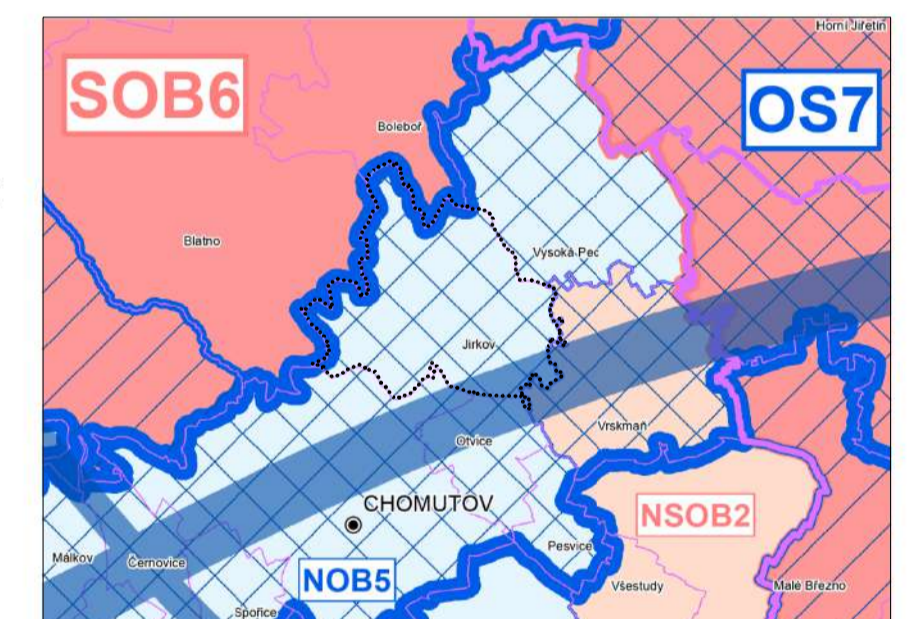 Horní Jiřetín
SOB6
OS7
Boleboř
Blatno
Vysoká Pec
Jirkov
Vrskmaň
Otvice
CHOMUTOV
NSOB2
Pesvice
Málkov
Černovice
NOB5
Všestudy
Malé Březno
Spořice